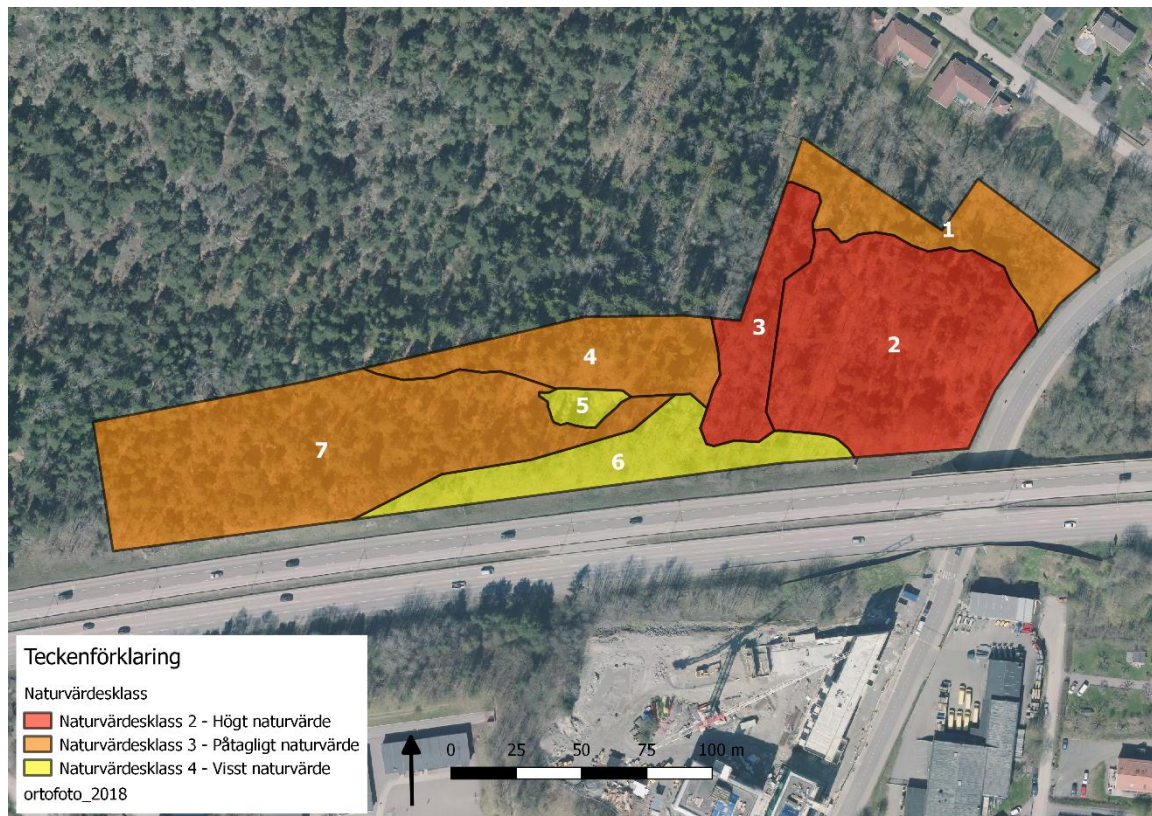 1
2
3
4
5
7
6
Teckenförklaring
Naturvärdesklass
Naturvärdesklass 2 - Högt naturvärde
Naturvärdesklass 3 - Påtagligt naturvärde
Naturvärdesklass 4 - Visst naturvärde
ortofoto_2018
0 25 50 75 100 m